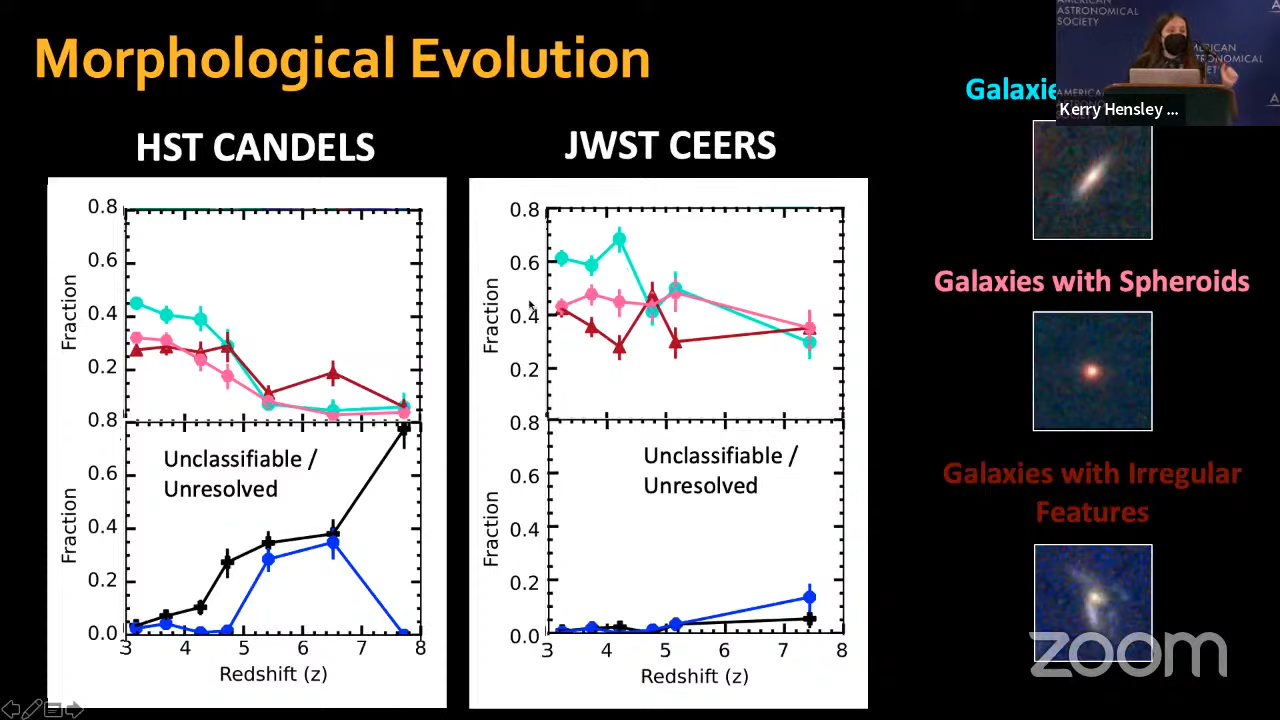 Morphological Evolution
HST CANDELS
JWST CEERS
0.8
0.6
0.4
0.2
Fraction
0.8
0.6
0.4
0.2
0.0
Fraction
Unclassifiable /
Unresolved
3 4 5 6 7 8
Redshift (z)
0.8
0.6
0.4
0.2
Fraction
0.8
0.6
0.4
0.2
0.0
Fraction
Unclassifiable /
Unresolved
3 4 5 6 7 8
Redshift (z)
AMERICAN
ASTRONOMICAL
SOCIETY
Kerry Hensley ...
Galaxies with Spheroids
Galaxies with Irregular
Features
zoom